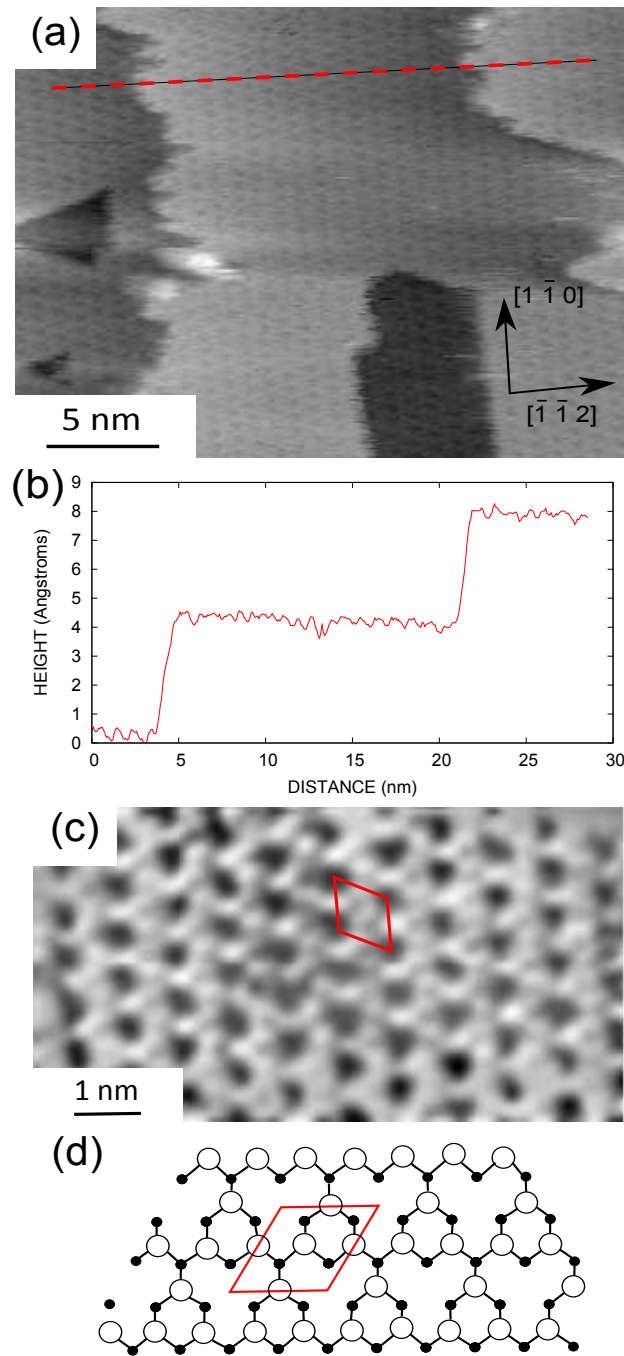 (a)
[1 1̄ 0]
[1̄ 1̄ 2]
5 nm
(b)
9
8
7
6
5
4
3
2
1
0
HEIGHT (Angstroms)
0 5 10 15 20 25 30
DISTANCE (nm)
(c)
1 nm
(d)